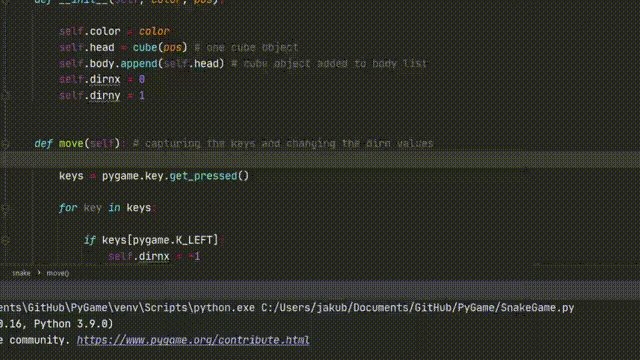 def __init__(self, color, pos):
self.color = color
self.head = cube(pos) # one cube object
self.body.append(self.head) # cube object added to body list
self.dirnx = 0
self.dirny = 1
def move(self): # capturing the keys and changing the dirn values
keys = pygame.key.get_pressed()
for key in keys:
if keys[pygame.K_LEFT]
self.dirnx = -1
snake > move()
ents\GitHub\PyGame\venv\Scripts\python.exe C:/Users/jakub/Documents/GitHub/PyGame/SnakeGame.py
0.16, Python 3.9.0)
e community. https://www.pygame.org/contribute.html